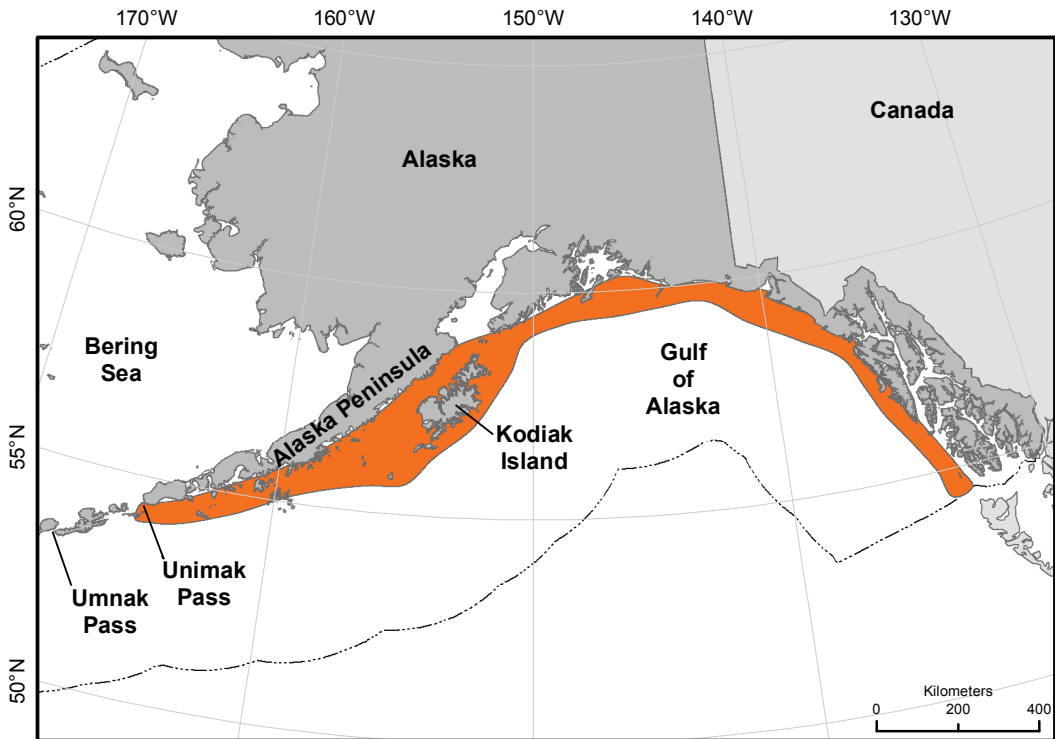 170°W 160°W 150°W 140°W 130°W
Canada
Alaska
60°N
Bering
Sea
Gulf
of
Alaska
Alaska Peninsula
Kodiak
Island
55°N
Unimak
Pass
Umnak
Pass
50°N
Kilometers
0 200 400